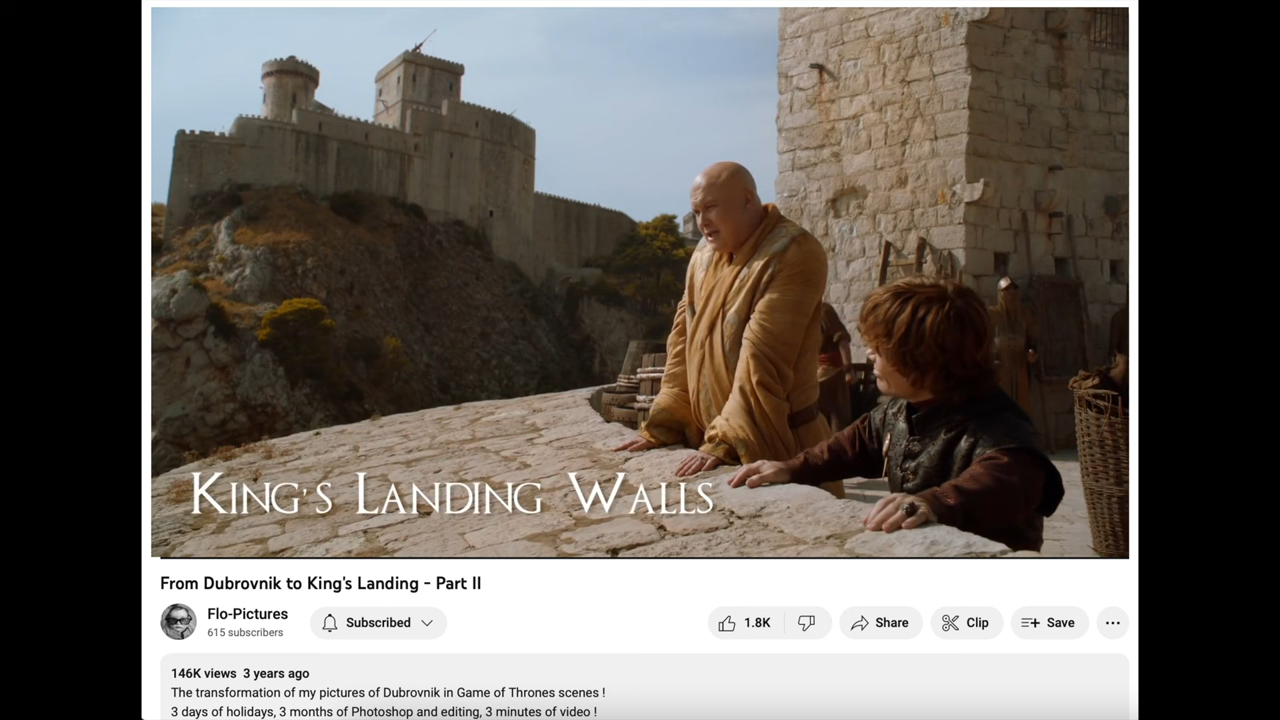 KING'S LANDING WALLS
From Dubrovnik to King's Landing - Part II
Flo-Pictures
615 subscribers
Subscribed
1.8K
Share
Clip
Save
146K views 3 years ago
The transformation of my pictures of Dubrovnik in Game of Thrones scenes !
3 days of holidays, 3 months of Photoshop and editing, 3 minutes of video !